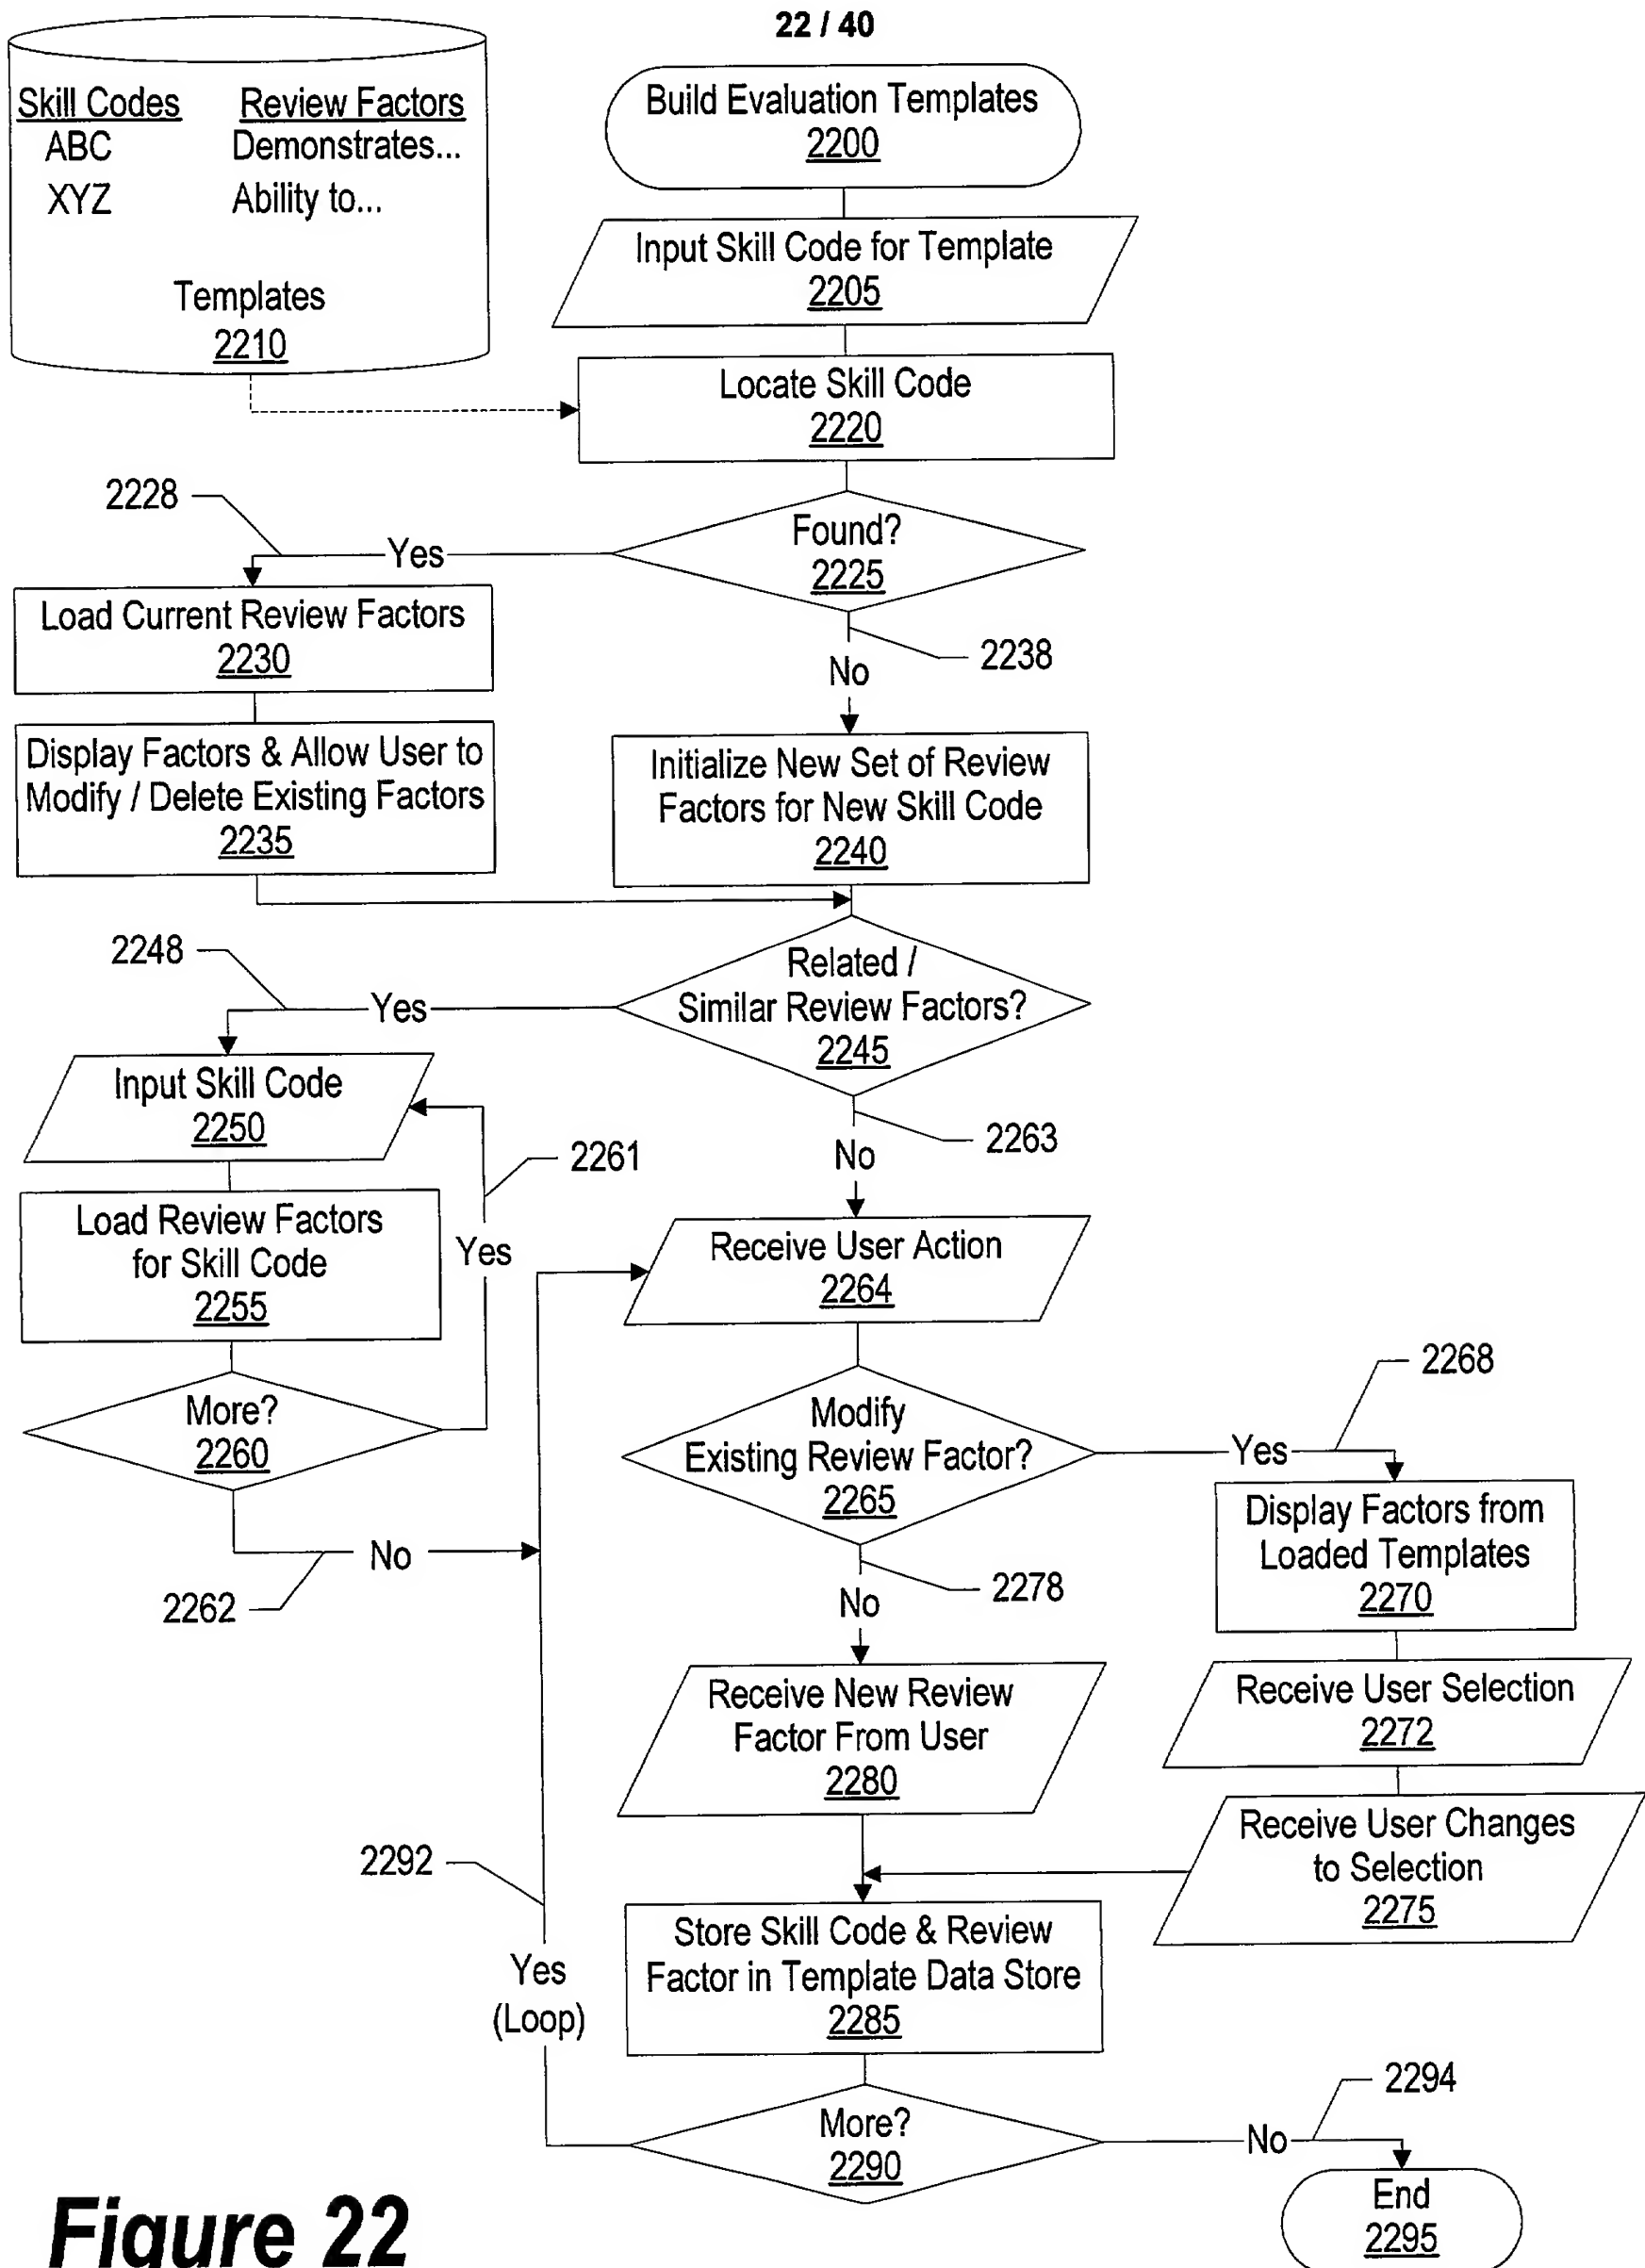 22 / 40
Skill Codes Review Factors
ABC Demonstrates...
XYZ Ability to...
Templates
2210
Build Evaluation Templates
2200
Input Skill Code for Template
2205
Locate Skill Code
2220
Found?
2225
2228
Yes
Load Current Review Factors
2230
Display Factors & Allow User to
Modify / Delete Existing Factors
2235
2238
No
Initialize New Set of Review
Factors for New Skill Code
2240
Related /
Similar Review Factors?
2245
2248
Yes
Input Skill Code
2250
Load Review Factors
for Skill Code
2255
More?
2260
2261
Yes
2262
No
2263
No
Receive User Action
2264
Modify
Existing Review Factor?
2265
2268
Yes
Display Factors from
Loaded Templates
2270
Receive User Selection
2272
Receive User Changes
to Selection
2275
2278
No
Receive New Review
Factor From User
2280
Store Skill Code & Review
Factor in Template Data Store
2285
More?
2290
2292
Yes
(Loop)
2294
No
End
2295
Figure 22